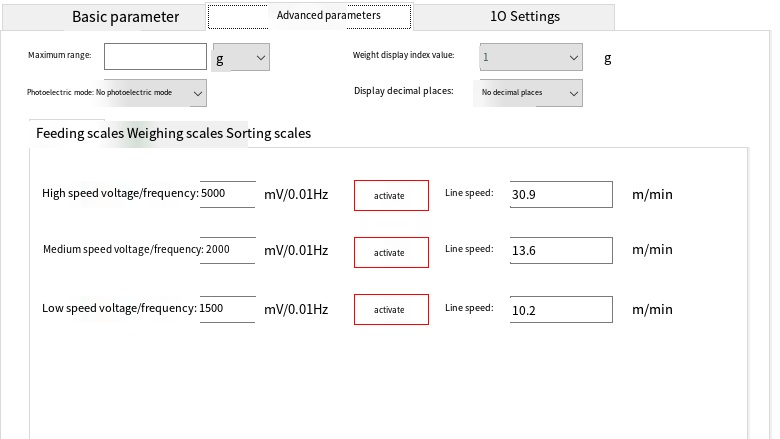 Basic parameter Advanced parameters 1O Settings
Maximum range: g Weight display index value: 1 g
Photoelectric mode: No photoelectric mode Display decimal places: No decimal places
Feeding scales Weighing scales Sorting scales
High speed voltage/frequency: 5000 mV/0.01Hz activate Line speed: 30.9 m/min
Medium speed voltage/frequency: 2000 mV/0.01Hz activate Line speed: 13.6 m/min
Low speed voltage/frequency: 1500 mV/0.01Hz activate Line speed: 10.2 m/min